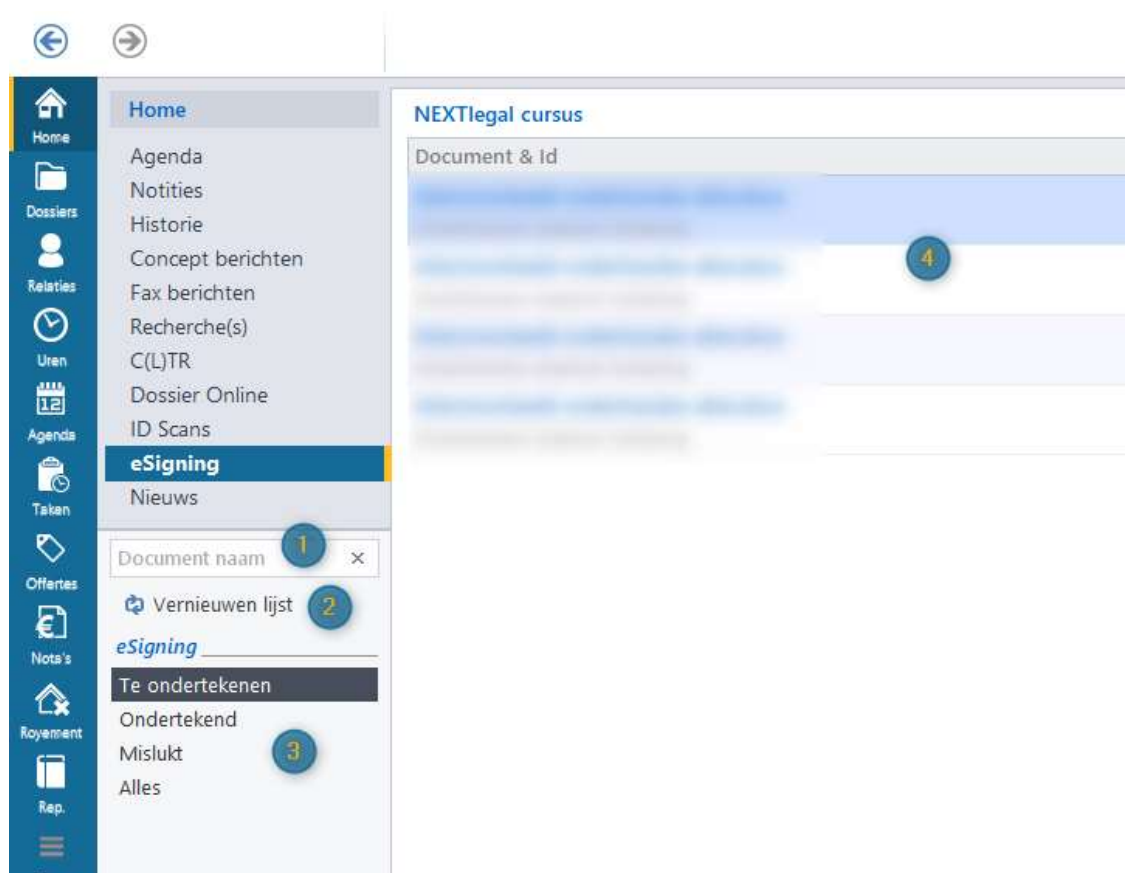 Home
Dossiers
Relaties
Uren
12
Agenda
Taken
Offertes
Nota's
Royement
Rep.
Home
Agenda
Notities
Historie
Concept berichten
Fax berichten
Recherche(s)
C(L)TR
Dossier Online
ID Scans
eSigning
Nieuws
Document naam 1 ×
Vernieuwen lijst 2
eSigning
Te ondertekenen
Ondertekend
Mislukt 3
Alles
NEXTlegal cursus
Document & Id
4